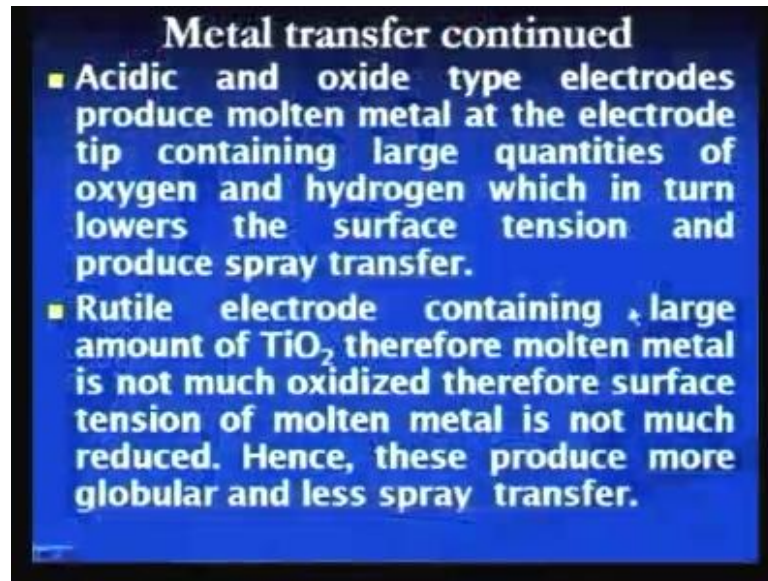 Metal transfer continued
Acidic and oxide type electrodes
produce molten metal at the electrode
tip containing large quantities of
oxygen and hydrogen which in turn
lowers the surface tension and
produce spray transfer.
Rutile electrode containing large
amount of TiO₂ therefore molten metal
is not much oxidized therefore surface
tension of molten metal is not much
reduced. Hence, these produce more
globular and less spray transfer.